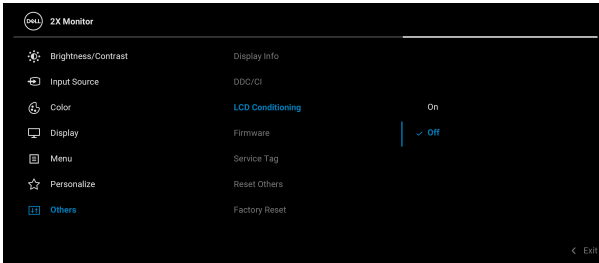 DELL 2X Monitor
Brightness/Contrast Display Info
Input Source DDC/CI
Color LCD Conditioning On
Display Firmware Off
Menu Service Tag
Personalize Reset Others
Others Factory Reset
Exit